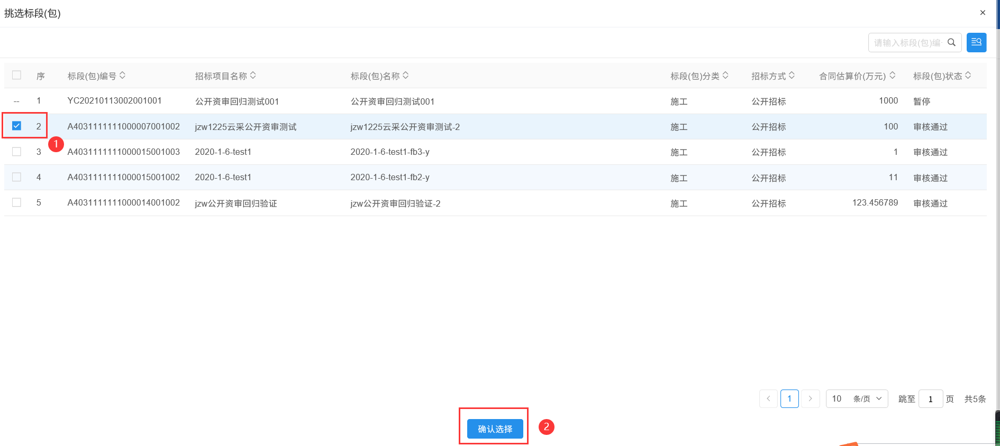 挑选标段(包)
×
请输入标段(包)编
序 标段(包)编号 招标项目名称 标段(包)名称 标段(包)分类 招标方式 合同估算价(万元) 标段(包)状态
-- 1 YC20210113002001001 公开资审回归测试001 公开资审回归测试001 施工 公开招标 1000 暂停
2 A4031111111000007001002 jzw1225云采公开资审测试 jzw1225云采公开资审测试-2 施工 公开招标 100 审核通过
1
3 A4031111111000015001003 2020-1-6-test1 2020-1-6-test1-fb3-y 施工 公开招标 1 审核通过
4 A4031111111000015001002 2020-1-6-test1 2020-1-6-test1-fb2-y 施工 公开招标 11 审核通过
5 A4031111111000014001002 jzw公开资审回归验证 jzw公开资审回归验证-2 施工 公开招标 123.456789 审核通过
1 10 条/页 跳至 1 页 共5条
确认选择 2